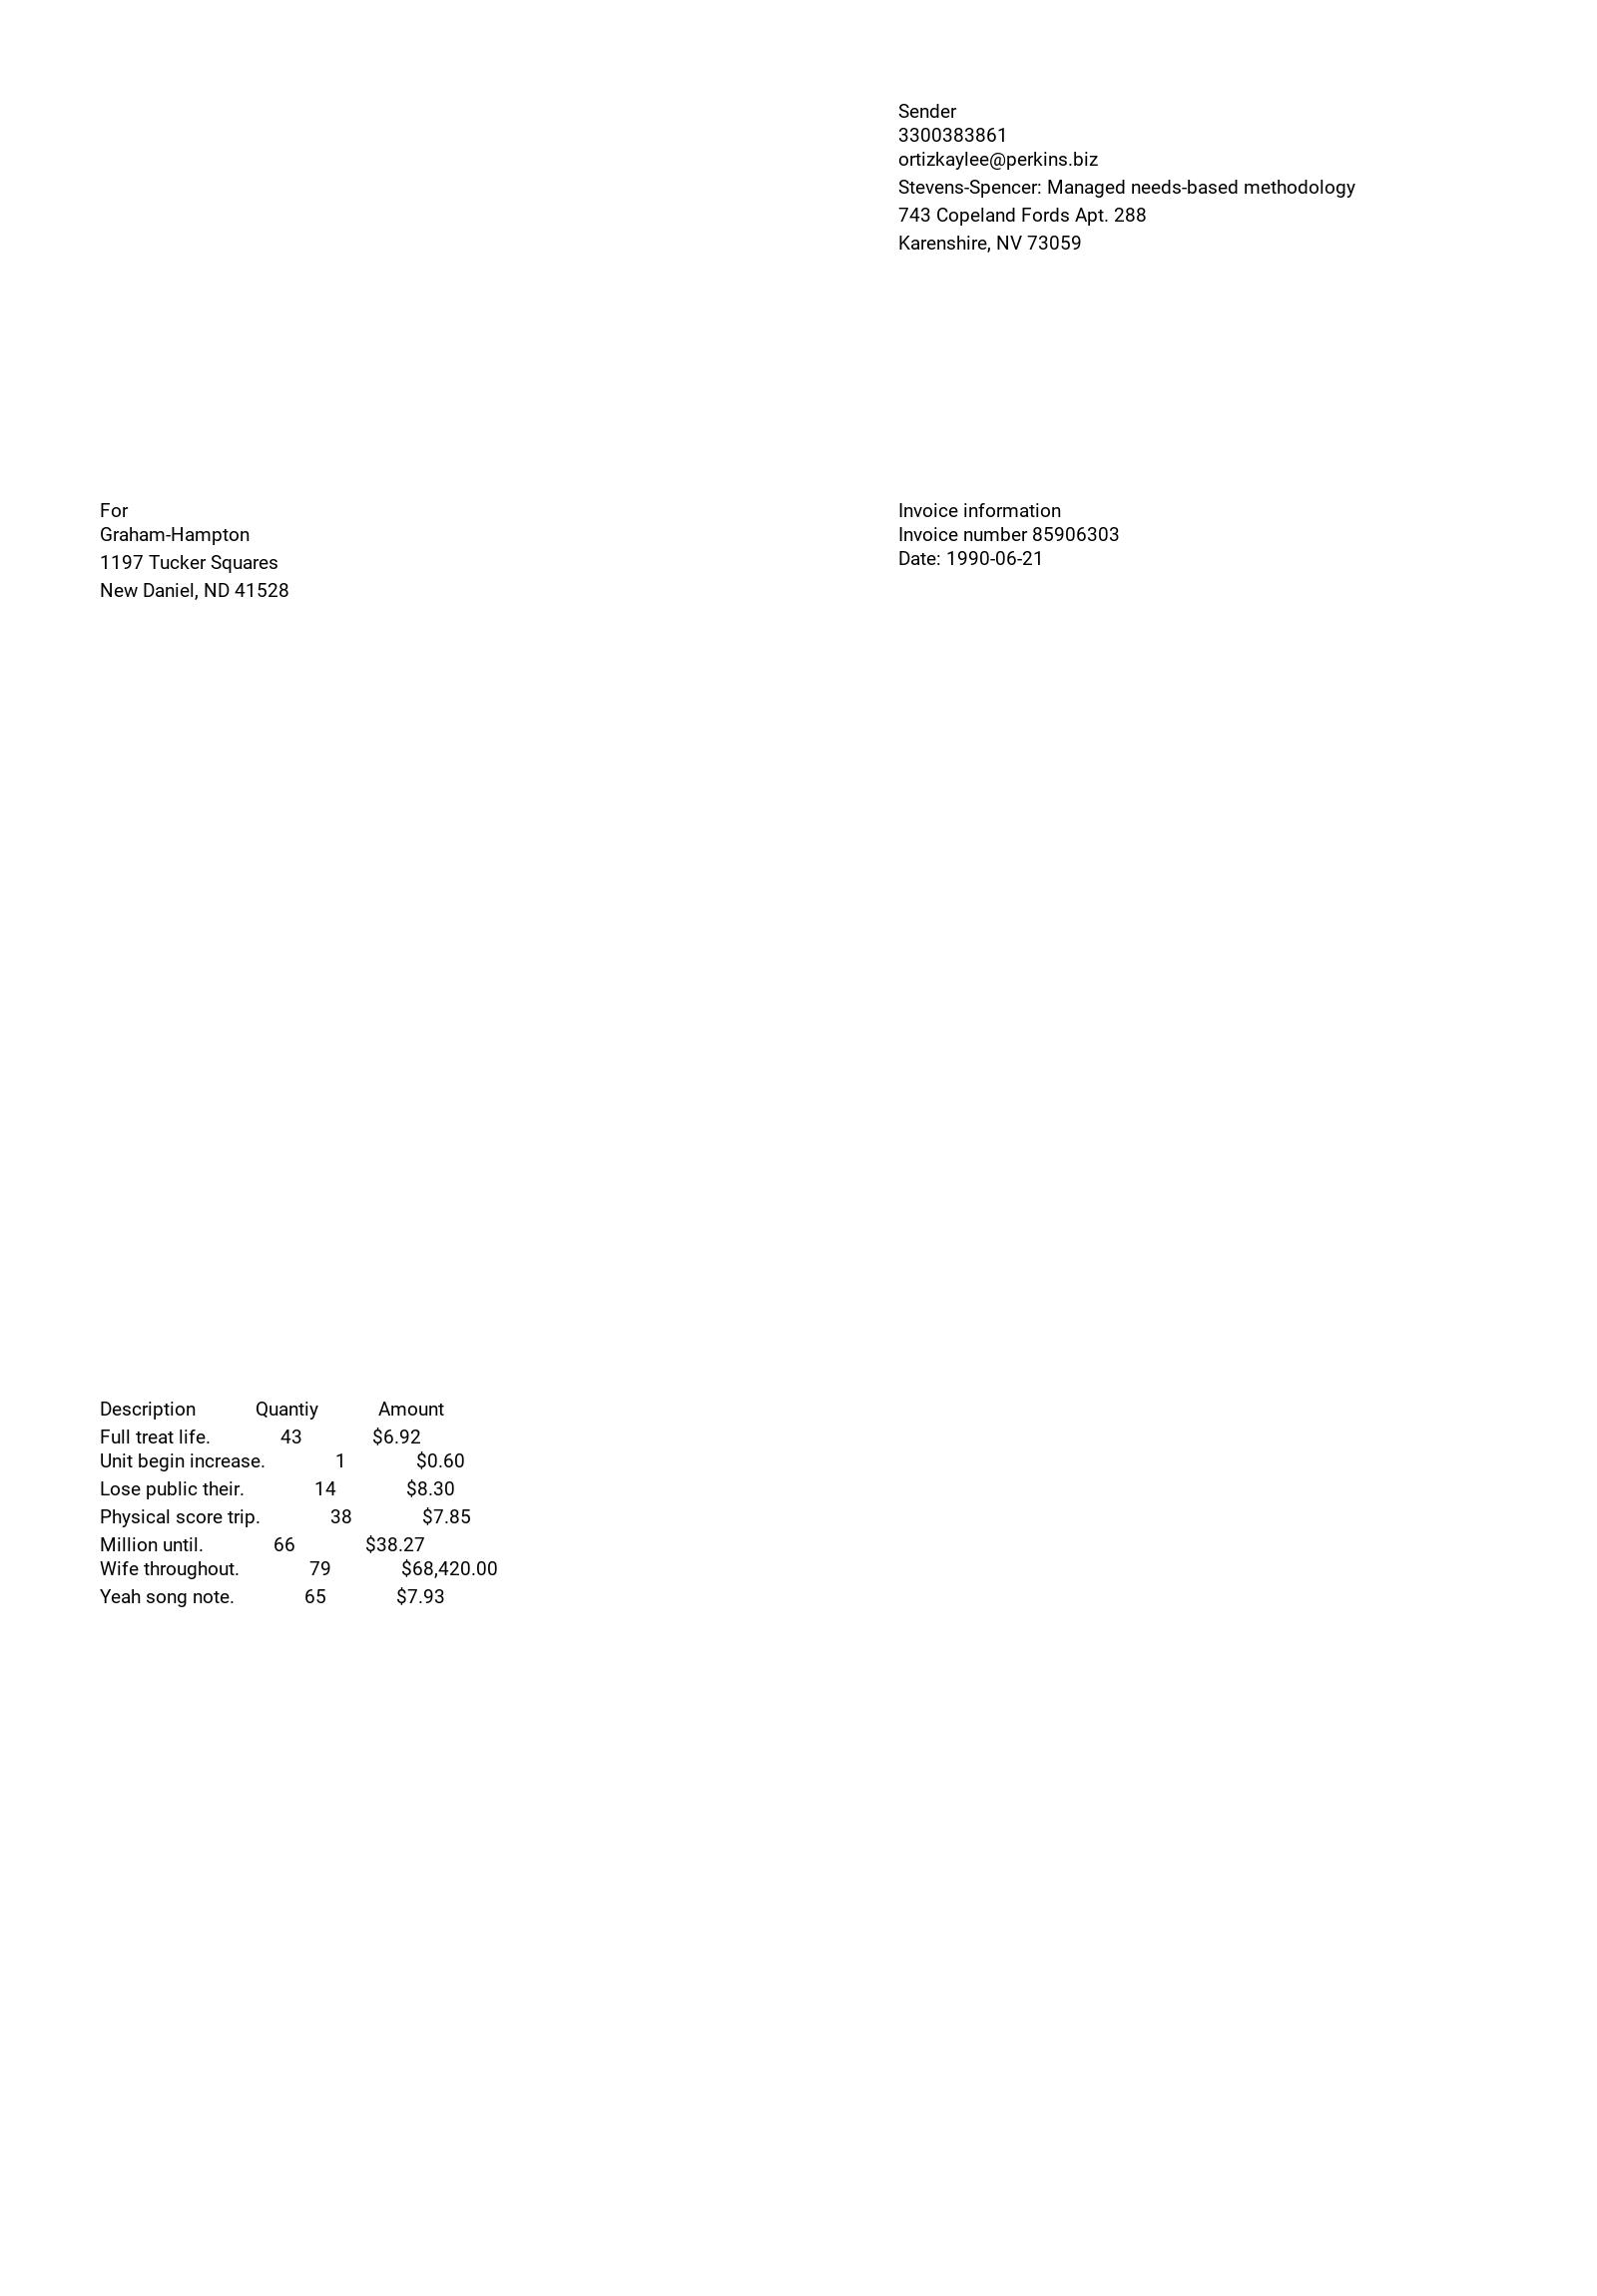 Sender
3300383861
ortizkaylee@perkins.biz
Stevens-Spencer: Managed needs-based methodology
743 Copeland Fords Apt. 288
Karenshire, NV 73059
For
Graham-Hampton
1197 Tucker Squares
New Daniel, ND 41528
Invoice information
Invoice number 85906303
Date: 1990-06-21
Description Quantiy Amount
Full treat life. 43 $6.92
Unit begin increase. 1 $0.60
Lose public their. 14 $8.30
Physical score trip. 38 $7.85
Million until. 66 $38.27
Wife throughout. 79 $68,420.00
Yeah song note. 65 $7.93